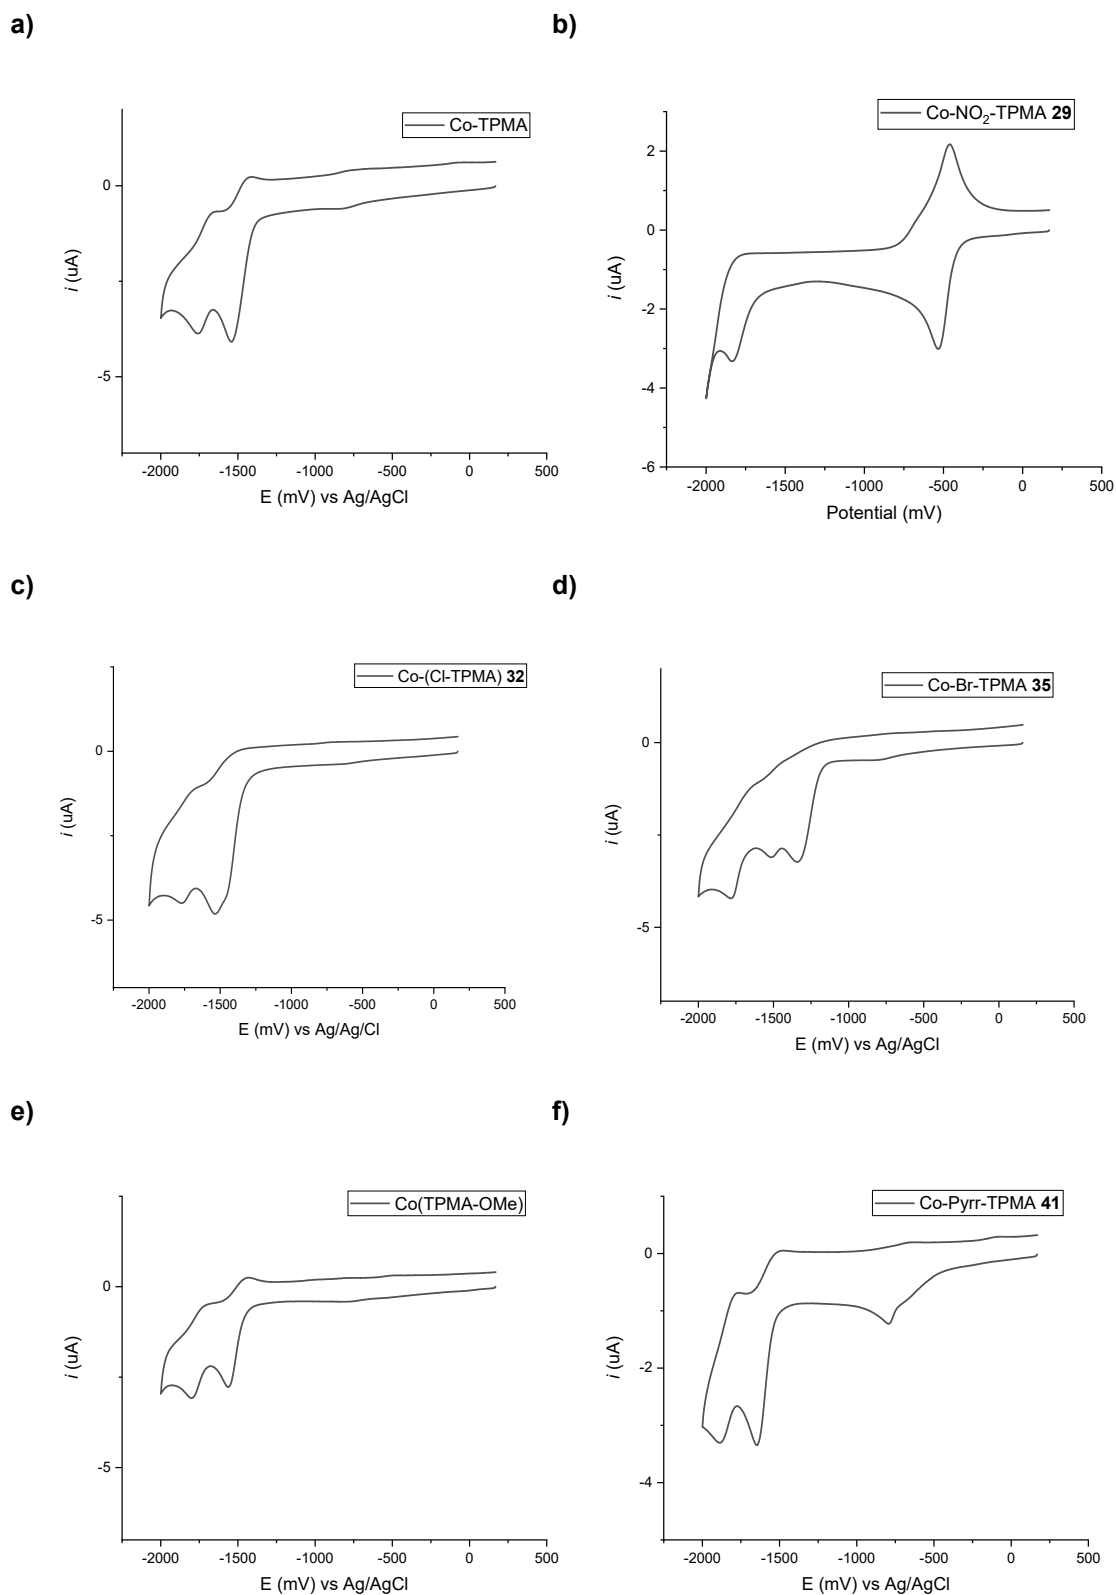 a)
b)
Co-TPMA
0
-5
i (uA)
-2000 -1500 -1000 -500 0 500
E (mV) vs Ag/AgCl
Co-NO2-TPMA 29
2
0
-2
-4
-6
i (uA)
-2000 -1500 -1000 -500 0 500
Potential (mV)
c)
d)
Co-(Cl-TPMA) 32
0
-5
i (uA)
-2000 -1500 -1000 -500 0 500
E (mV) vs Ag/Ag/Cl
Co-Br-TPMA 35
0
-5
i (uA)
-2000 -1500 -1000 -500 0 500
E (mV) vs Ag/AgCl
e)
f)
Co(TPMA-OMe)
0
-5
i (uA)
-2000 -1500 -1000 -500 0 500
E (mV) vs Ag/AgCl
Co-Pyrr-TPMA 41
0
-2
-4
i (uA)
-2000 -1500 -1000 -500 0 500
E (mV) vs Ag/AgCl